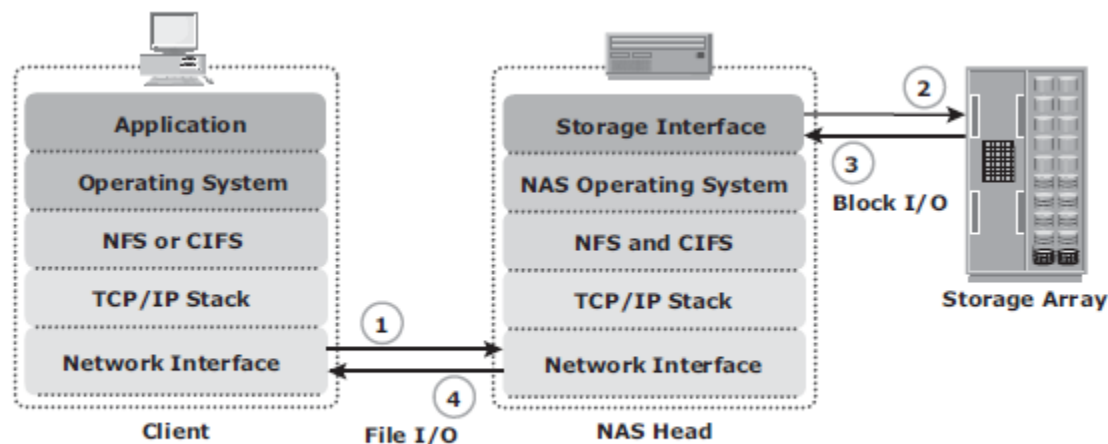 Application
Operating System
NFS or CIFS
TCP/IP Stack
Network Interface
Client
1
4
File I/O
Storage Interface
NAS Operating System
NFS and CIFS
TCP/IP Stack
Network Interface
NAS Head
2
3
Block I/O
Storage Array